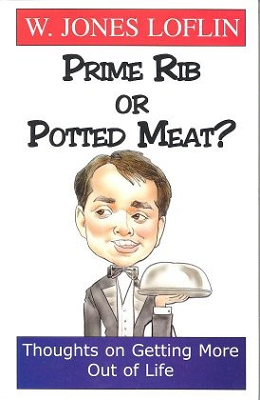 W. JONES LOFLIN
PRIME RIB
OR
POTTED MEAT?
Thoughts on Getting More
Out of Life